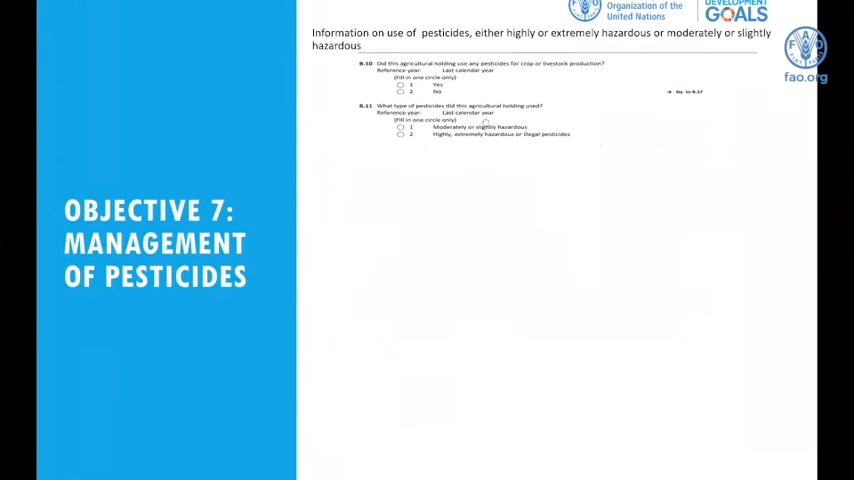 Organization of the
United Nations
DEVELOPMENT
GOALS
Information on use of pesticides, either highly or extremely hazardous or moderately or slightly
hazardous
fao.org
B.10 Did this agricultural holding use any pesticides for crop or livestock production?
Reference year: Last calendar year
(Fill in one circle only)
1 Yes
2 No → Go to B.17
B.11 What type of pesticides did this agricultural holding used?
Reference year: Last calendar year
(Fill in one circle only)
1 Moderately or slightly hazardous
2 Highly, extremely hazardous or illegal pesticides
OBJECTIVE 7:
MANAGEMENT
OF PESTICIDES